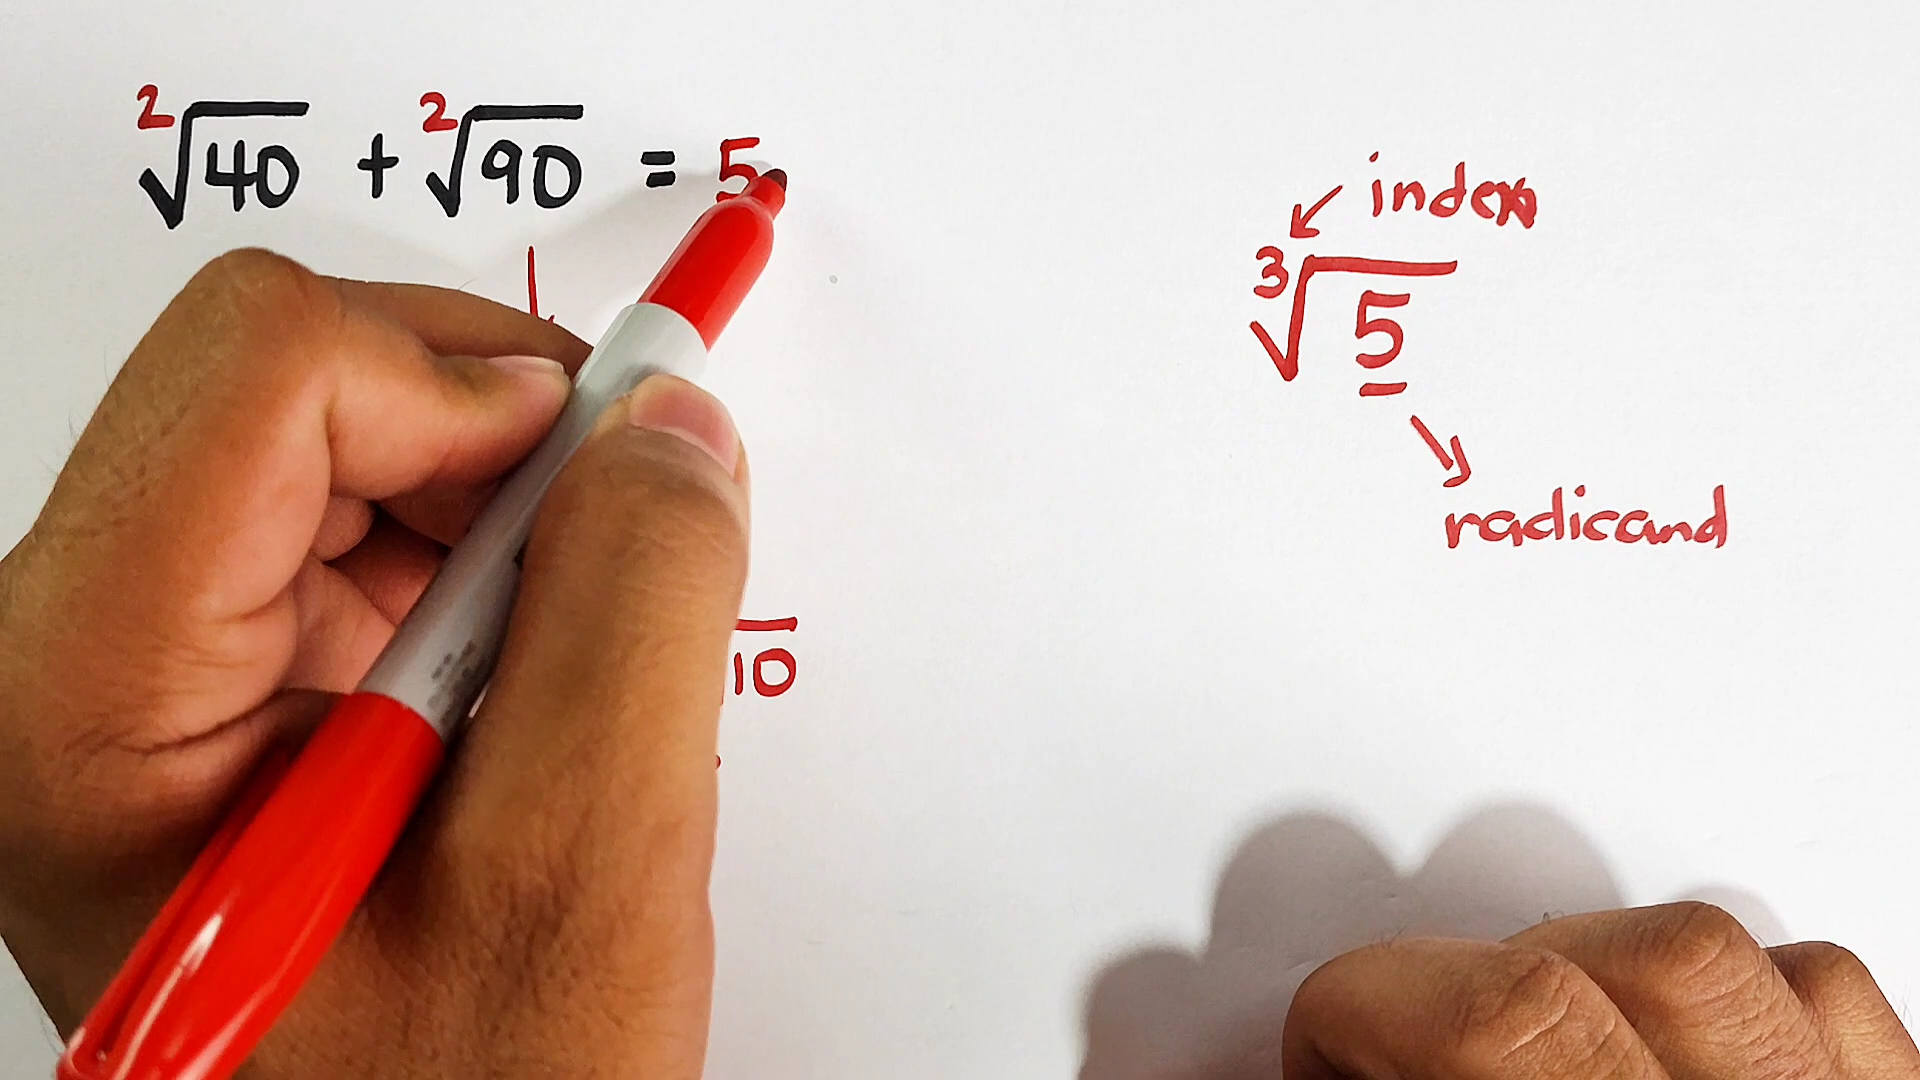 ²√40 + ²√90 = 5
index
³√5
radicand
10